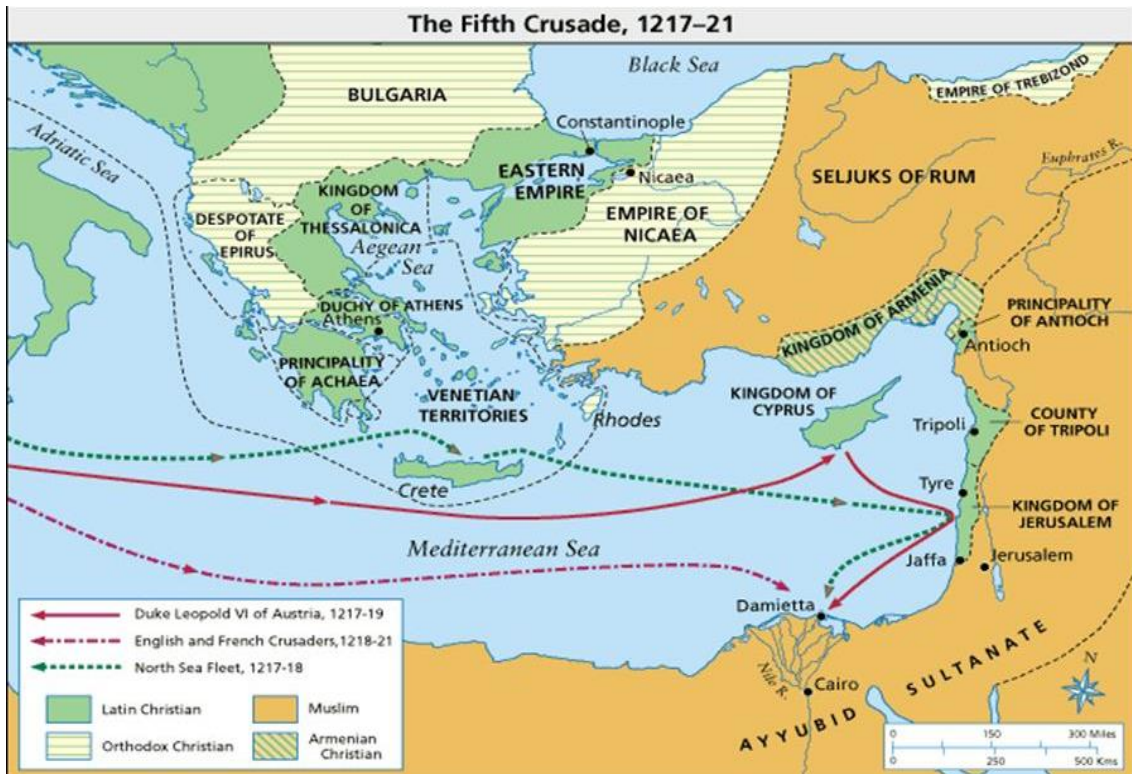 The Fifth Crusade, 1217–21
Black Sea
EMPIRE OF TREBIZOND
BULGARIA
Constantinople
Adriatic Sea
Euphrates R.
EASTERN
EMPIRE
Nicaea
SELJUKS OF RUM
KINGDOM
OF
THESSALONICA
DESPOTATE
OF
EPIRUS
EMPIRE OF
NICAEA
Aegean
Sea
KINGDOM OF ARMENIA
PRINCIPALITY
OF ANTIOCH
DUCHY OF ATHENS
Athens
Antioch
PRINCIPALITY
OF ACHAEA
VENETIAN
TERRITORIES
KINGDOM OF
CYPRUS
Rhodes
Tripoli
COUNTY
OF TRIPOLI
Crete
Tyre
KINGDOM OF
JERUSALEM
Mediterranean Sea
Jaffa
Jerusalem
Damietta
Duke Leopold VI of Austria, 1217-19
English and French Crusaders,1218-21
North Sea Fleet, 1217-18
Latin Christian
Muslim
Orthodox Christian
Armenian
Christian
Nile R.
Cairo
AYYUBID SULTANATE
N
0 150 300 Miles
0 250 500 Kms